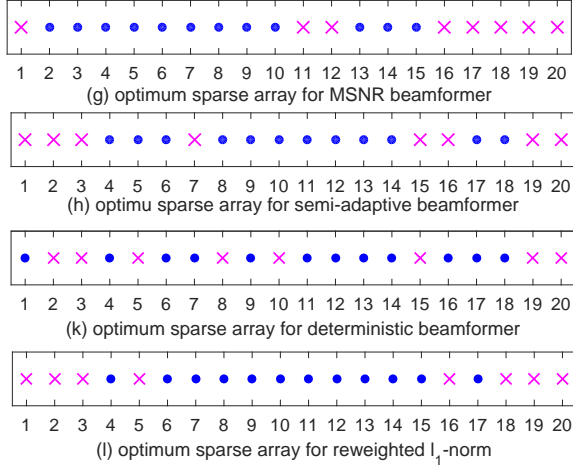 1 2 3 4 5 6 7 8 9 10 11 12 13 14 15 16 17 18 19 20
(g) optimum sparse array for MSNR beamformer
1 2 3 4 5 6 7 8 9 10 11 12 13 14 15 16 17 18 19 20
(h) optimu sparse array for semi-adaptive beamformer
1 2 3 4 5 6 7 8 9 10 11 12 13 14 15 16 17 18 19 20
(k) optimum sparse array for deterministic beamformer
1 2 3 4 5 6 7 8 9 10 11 12 13 14 15 16 17 18 19 20
(l) optimum sparse array for reweighted l_1-norm